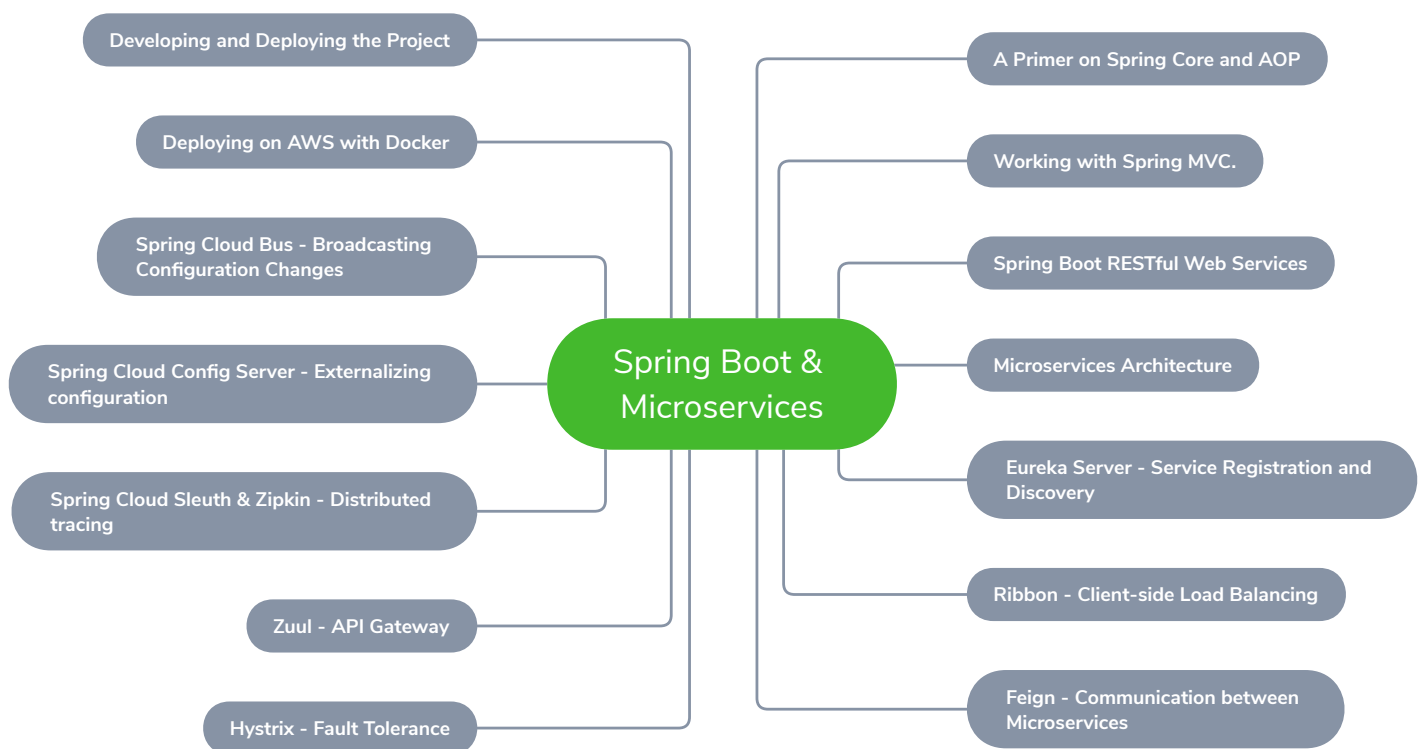 Developing and Deploying the Project
Deploying on AWS with Docker
Spring Cloud Bus - Broadcasting
Configuration Changes
Spring Cloud Config Server - Externalizing
configuration
Spring Cloud Sleuth & Zipkin - Distributed
tracing
Zuul - API Gateway
Hystrix - Fault Tolerance
Spring Boot &
Microservices
A Primer on Spring Core and AOP
Working with Spring MVC.
Spring Boot RESTful Web Services
Microservices Architecture
Eureka Server - Service Registration and
Discovery
Ribbon - Client-side Load Balancing
Feign - Communication between
Microservices